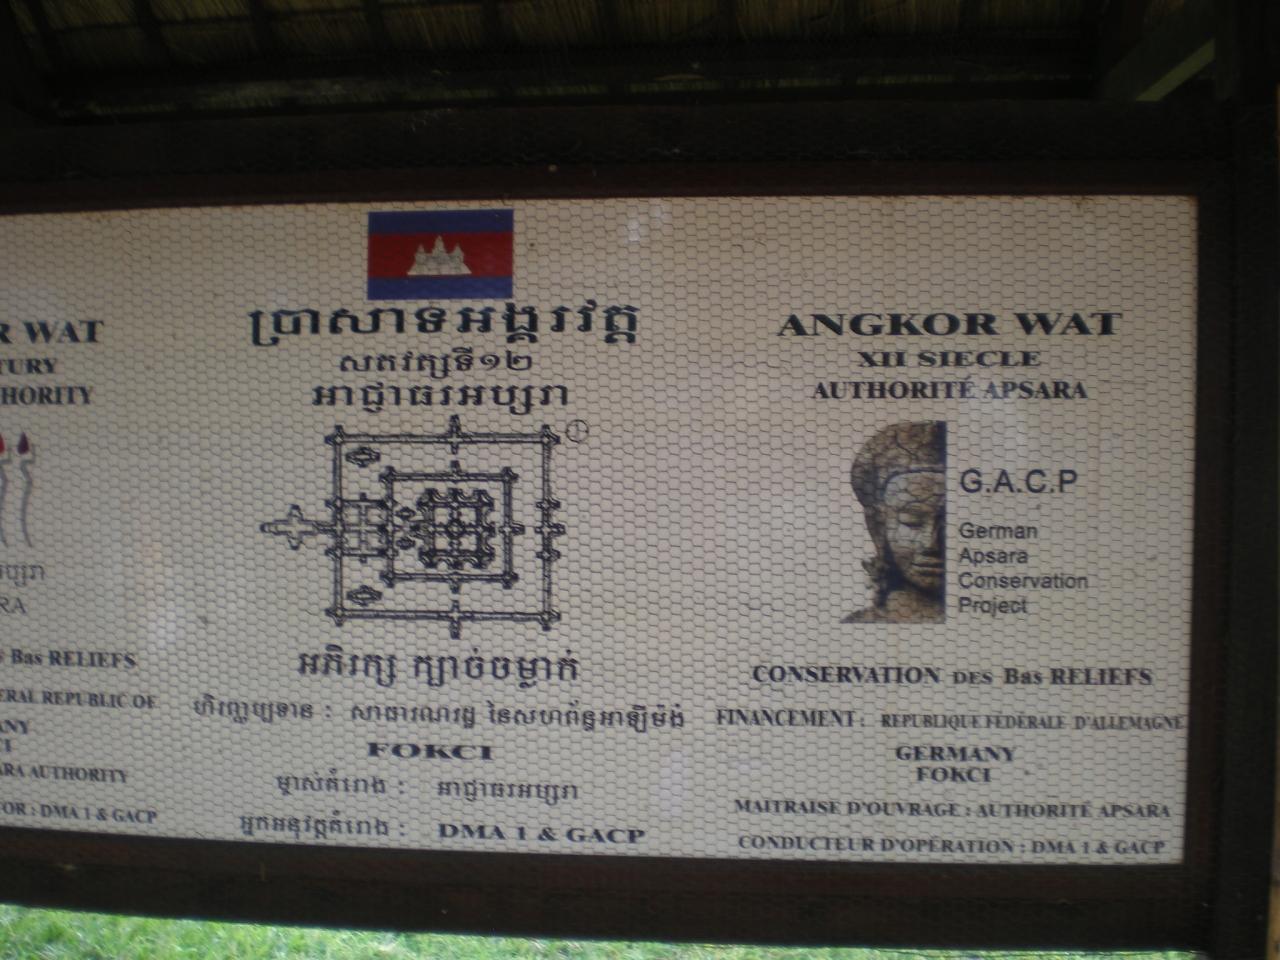 R WAT
TURY
HORITY
RA
Bas RELIEFS
ERAL REPUBLIC OF
ANY
CI
ARA AUTHORITY
TOR : DMA 1 & GACP
ប្រាសាទអង្គរវត្ត
សតវត្សទី១២
អាជ្ញាធរអប្សរា
1
អភិរក្ស ក្បាច់ចម្លាក់
ហិរញ្ញប្បទាន : សាធារណរដ្ឋ នៃសហព័ន្ធអាឡឺម៉ង់
FOKCI
ម្ចាស់គំរោង : អាជ្ញាធរអប្សរា
អ្នកអនុវត្តគំរោង : DMA 1 & GACP
ANGKOR WAT
XII SIECLE
AUTHORITÉ APSARA
G.A.C.P
German
Apsara
Conservation
Project
CONSERVATION DES Bas RELIEFS
FINANCEMENT : REPUBLIQUE FÉDÉRALE D'ALLEMAGNE
GERMANY
FOKCI
MAITRAISE D'OUVRAGE : AUTHORITÉ APSARA
CONDUCTEUR D'OPÉRATION : DMA 1 & GACP